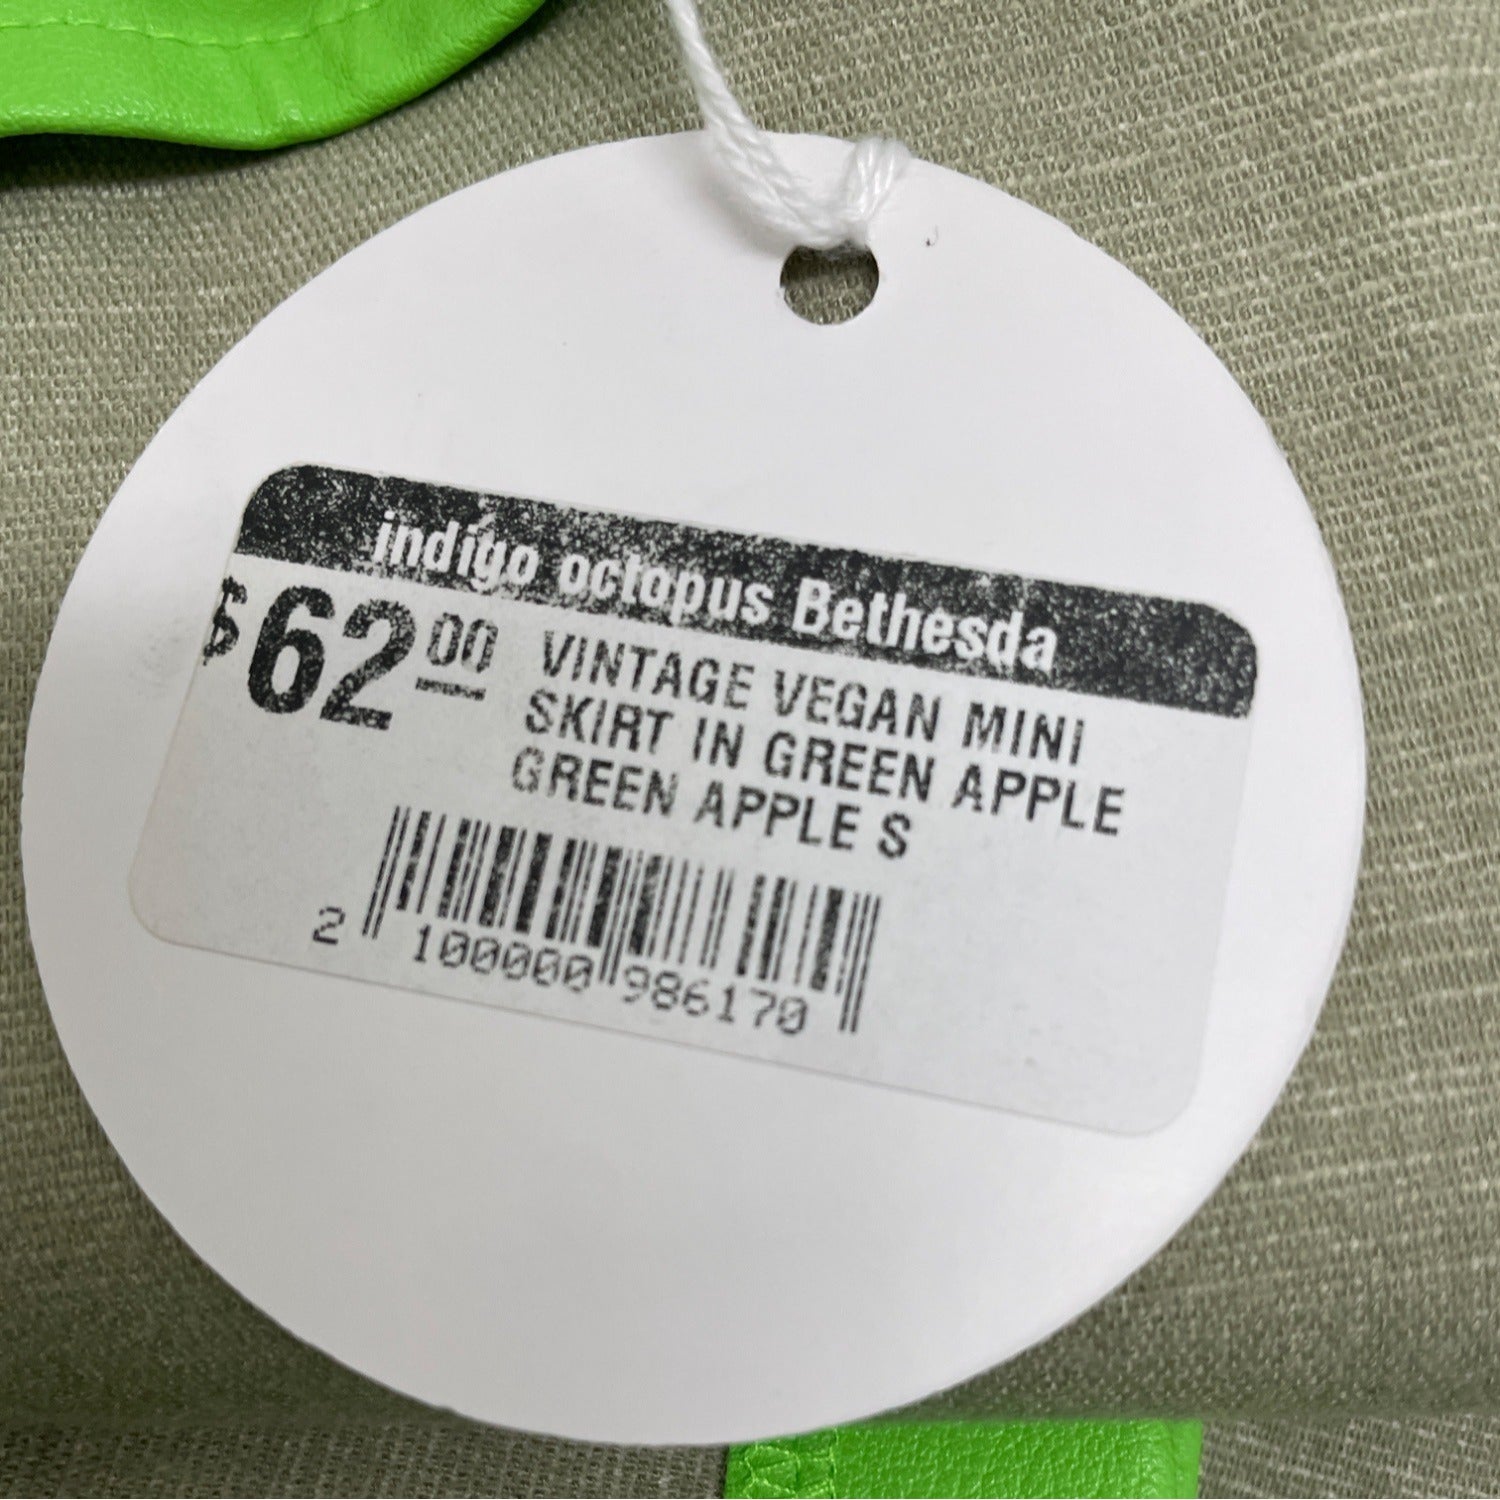 indigo octopus Bethesda
$62.00
VINTAGE VEGAN MINI
SKIRT IN GREEN APPLE
GREEN APPLE S
2 100000 986170